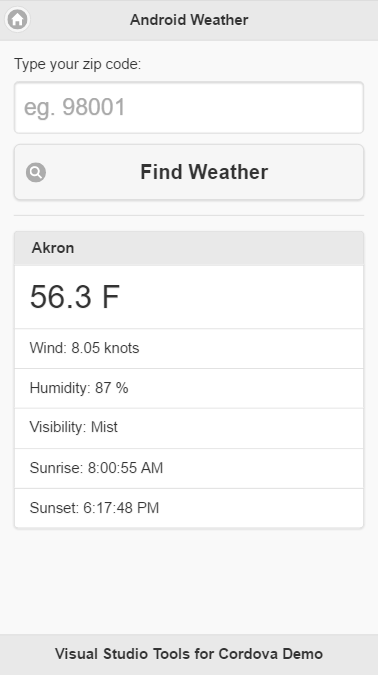 Android Weather
Type your zip code:
eg. 98001
Find Weather
Akron
56.3 F
Wind: 8.05 knots
Humidity: 87 %
Visibility: Mist
Sunrise: 8:00:55 AM
Sunset: 6:17:48 PM
Visual Studio Tools for Cordova Demo